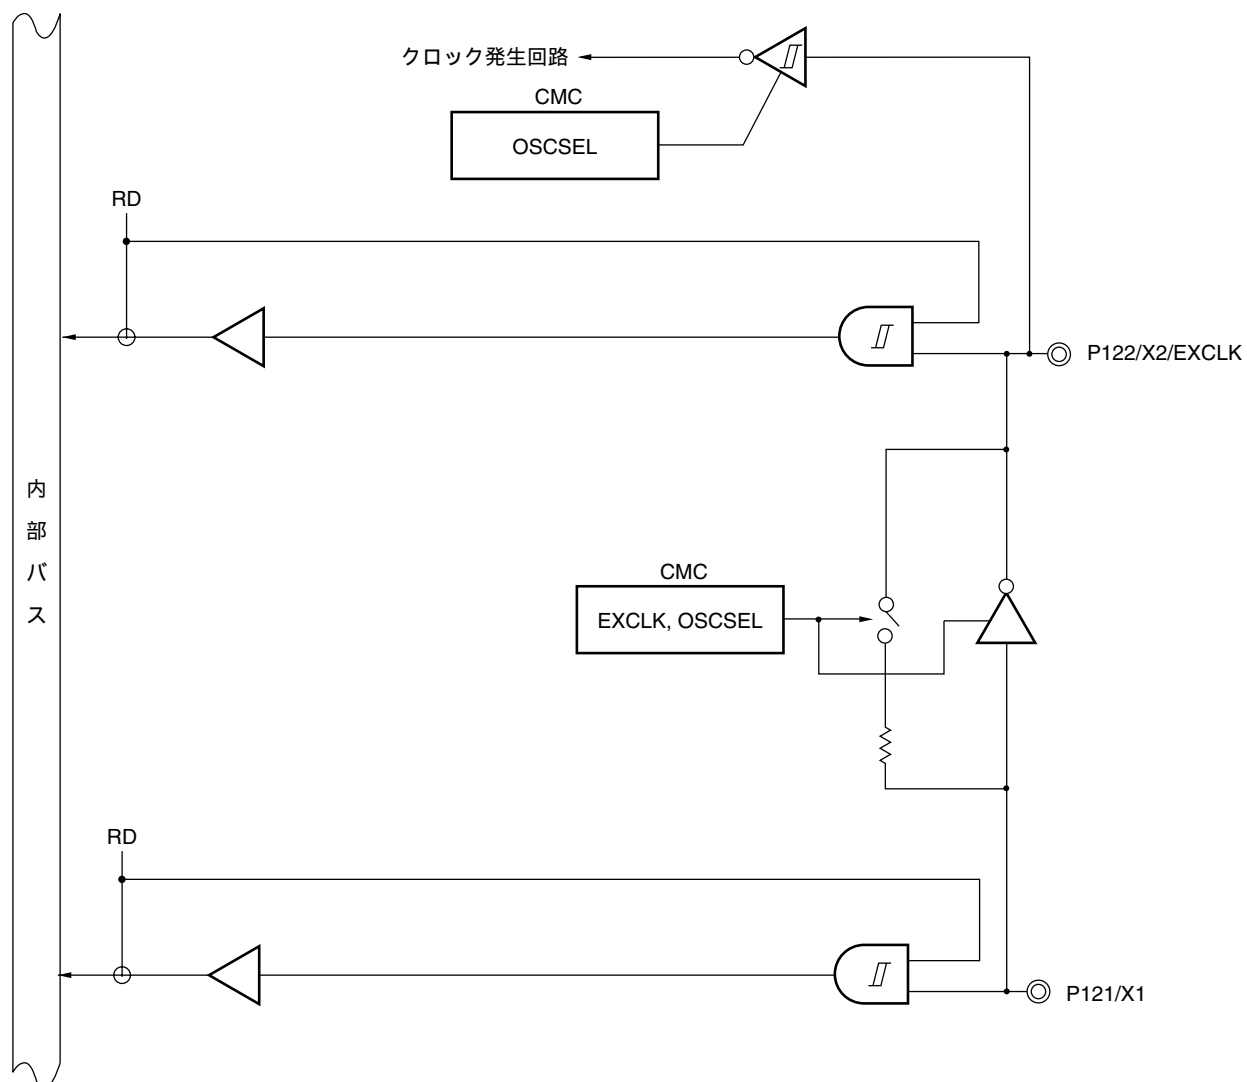 クロック発生回路
CMC
OSCSEL
RD
P122/X2/EXCLK
内部バス
CMC
EXCLK, OSCSEL
RD
P121/X1